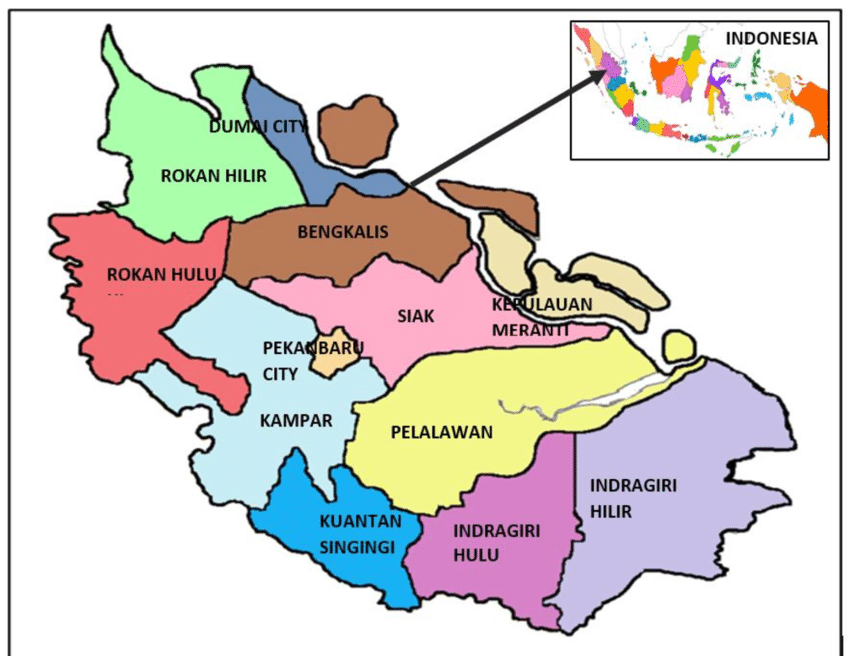 INDONESIA
DUMAI CITY
ROKAN HILIR
BENGKALIS
ROKAN HULU
SIAK
KEPULAUAN
MERANTI
PEKANBARU
CITY
KAMPAR
PELALAWAN
INDRAGIRI
HILIR
KUANTAN
SINGINGI
INDRAGIRI
HULU